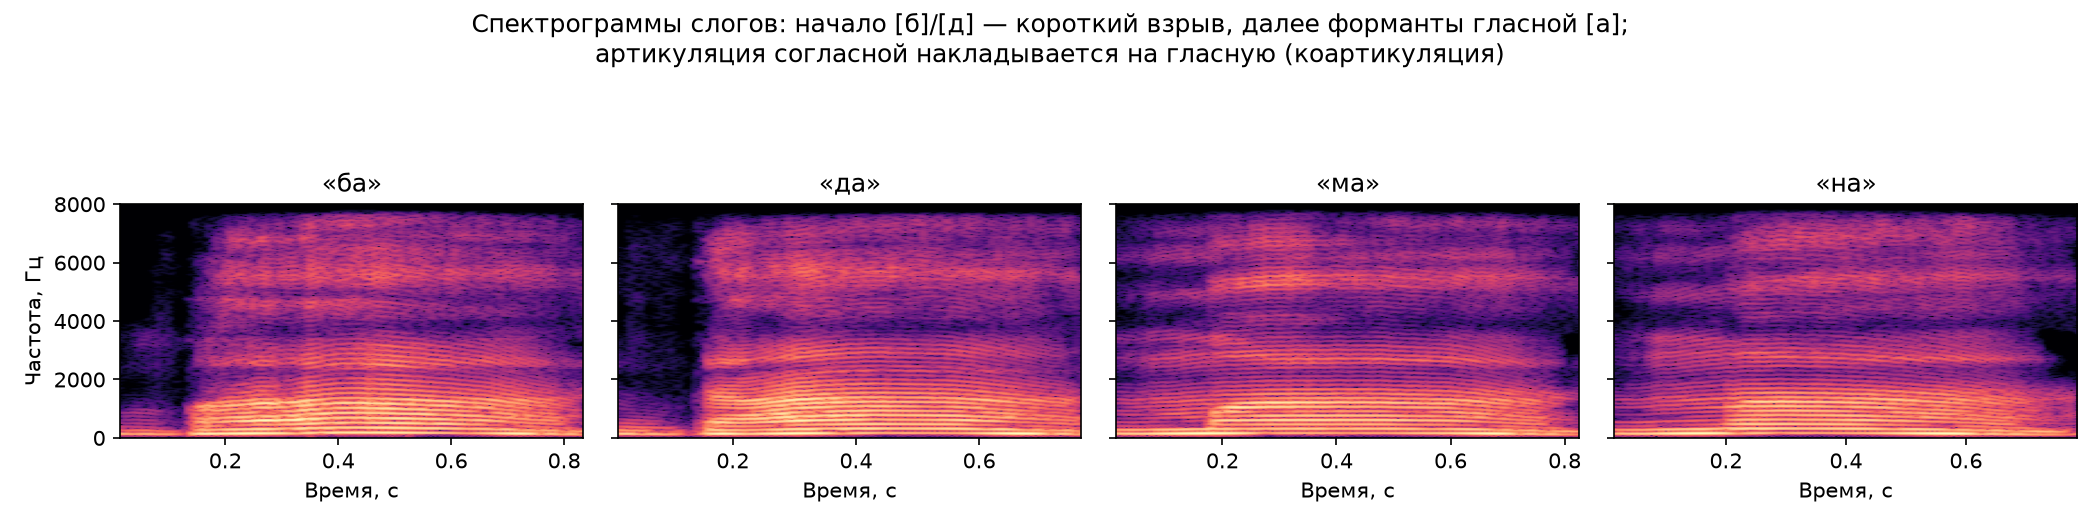 Спектрограммы слогов: начало [б]/[д] — короткий взрыв, далее форманты гласной [а];
артикуляция согласной накладывается на гласную (коартикуляция)
«ба»
«да»
«ма»
«на»
Частота, Гц
8000
6000
4000
2000
0
0.2 0.4 0.6 0.8
0.2 0.4 0.6
0.2 0.4 0.6 0.8
0.2 0.4 0.6
Время, с
Время, с
Время, с
Время, с